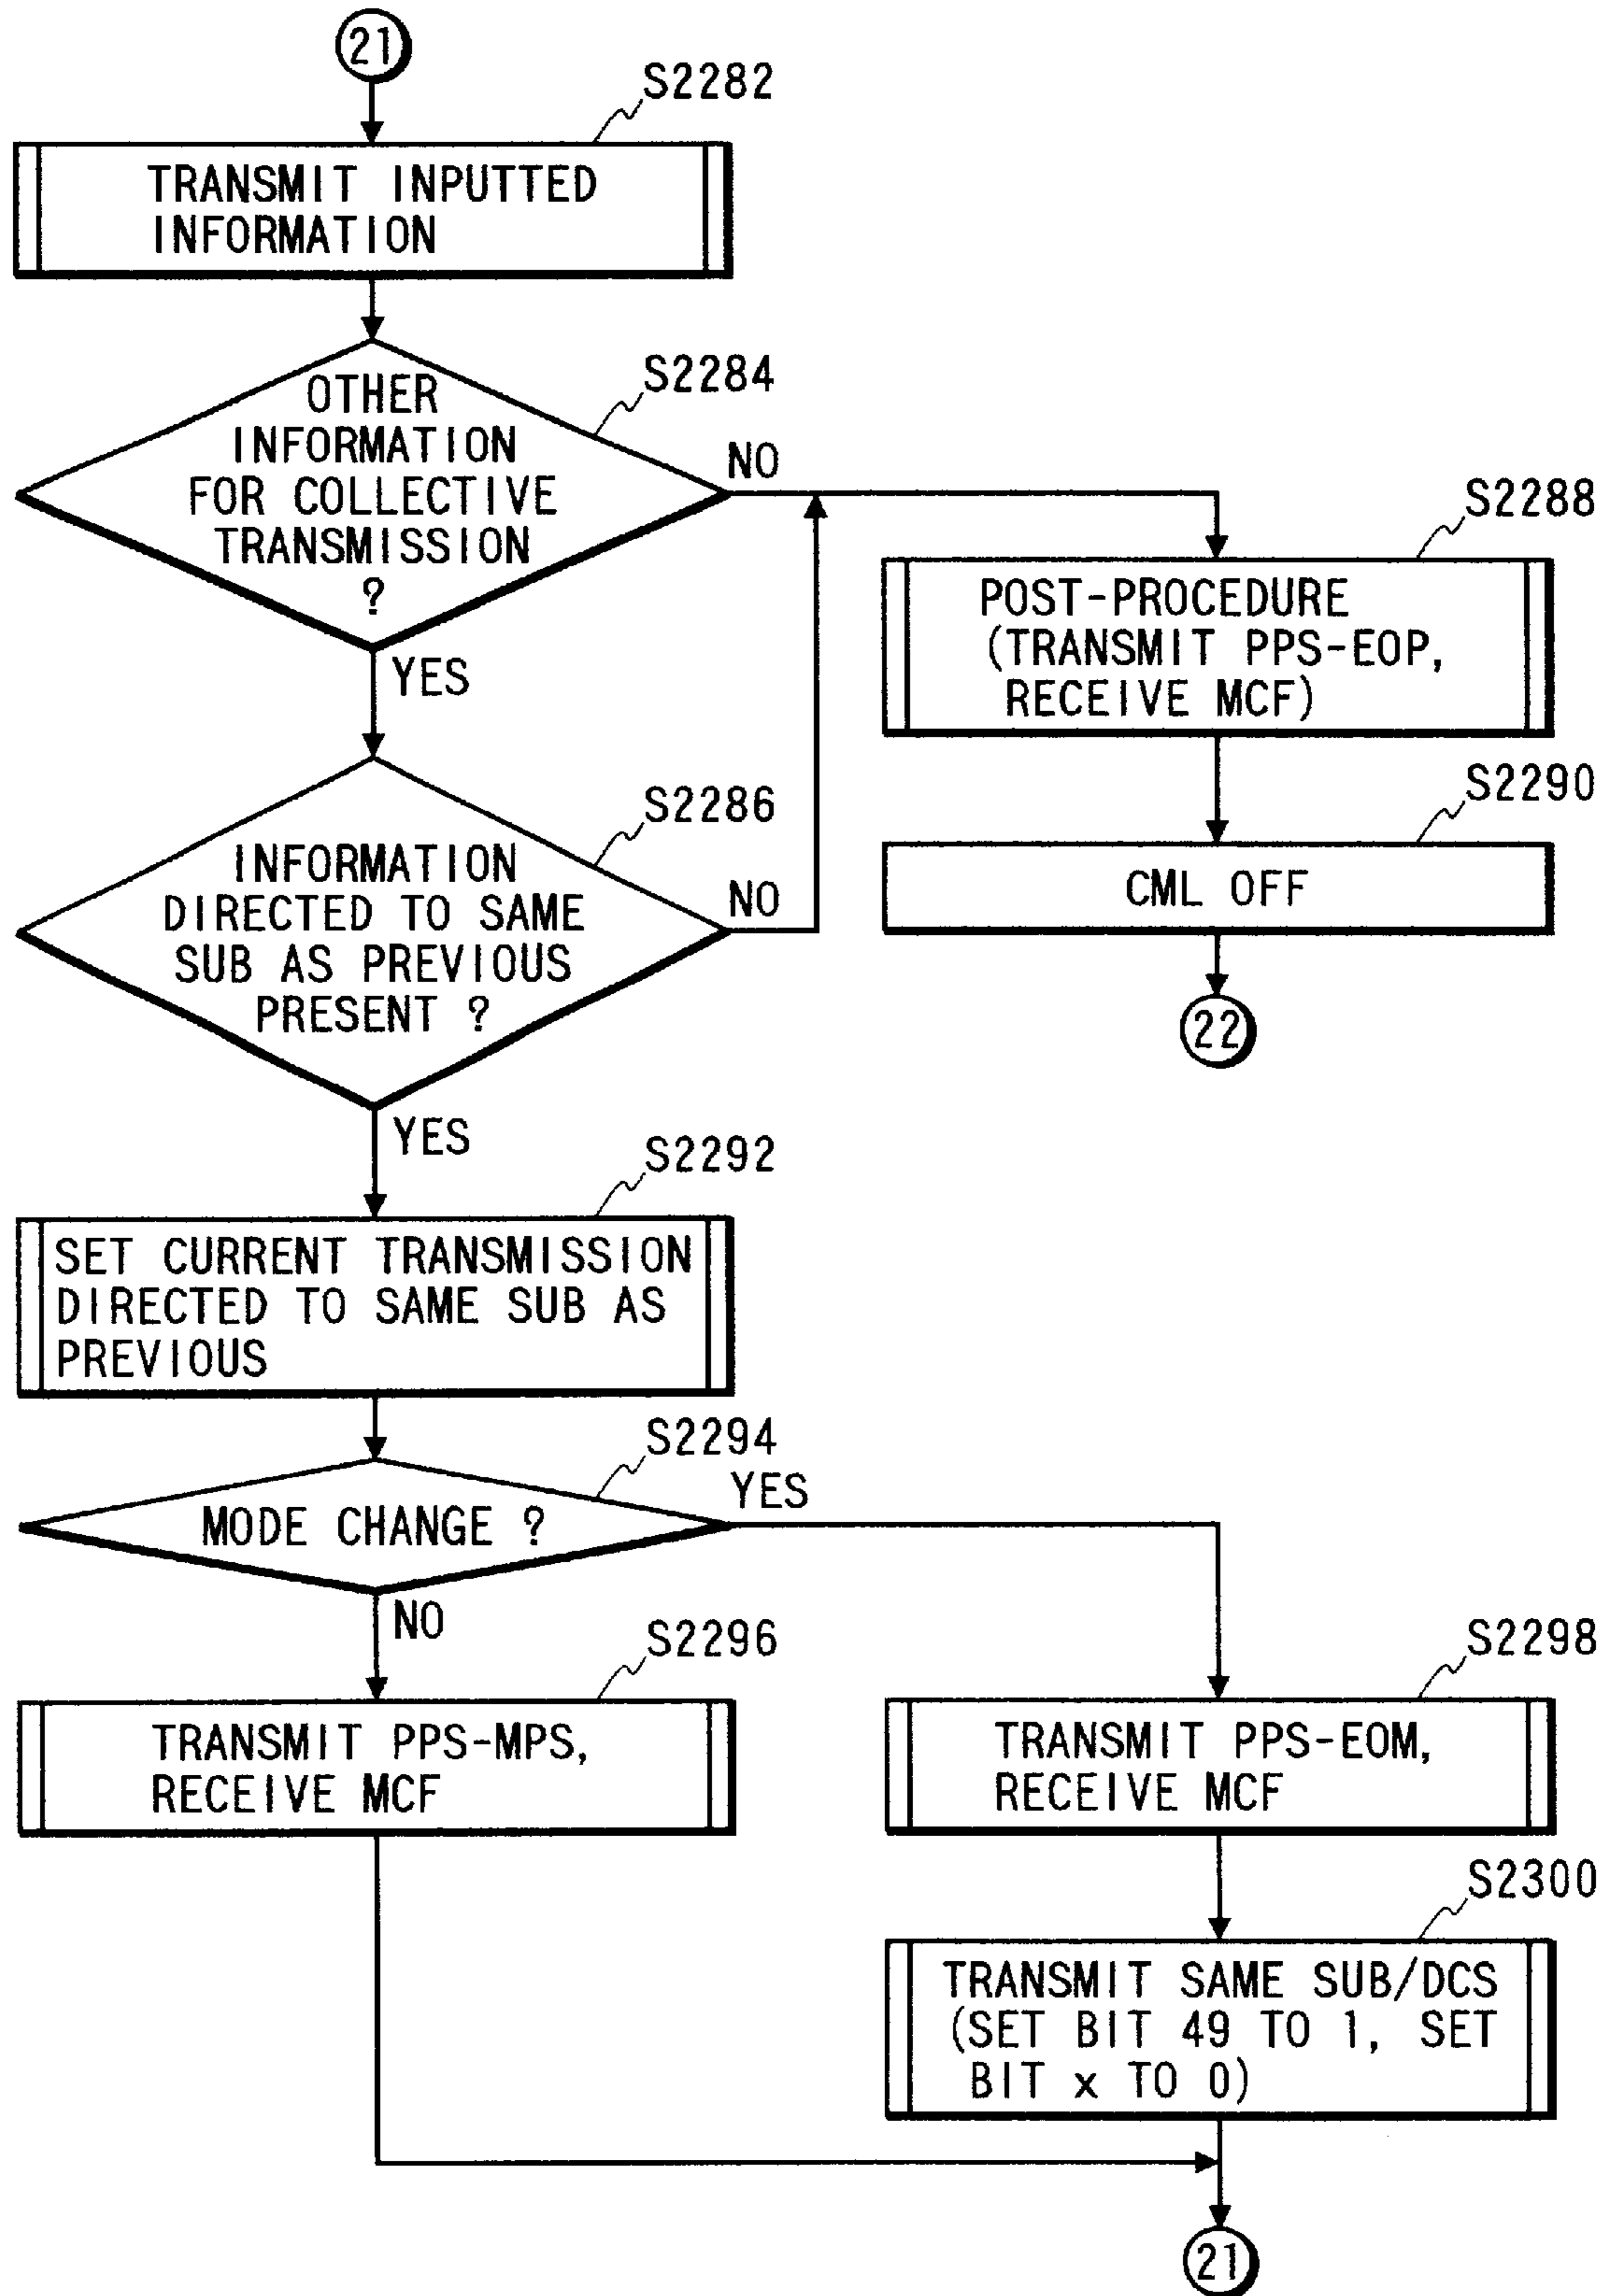 21
S2282
TRANSMIT INPUTTED
INFORMATION
S2284
OTHER
INFORMATION
FOR COLLECTIVE
TRANSMISSION
?
NO
YES
S2288
POST-PROCEDURE
(TRANSMIT PPS-EOP,
RECEIVE MCF)
S2290
CML OFF
22
S2286
INFORMATION
DIRECTED TO SAME
SUB AS PREVIOUS
PRESENT ?
NO
YES
S2292
SET CURRENT TRANSMISSION
DIRECTED TO SAME SUB AS
PREVIOUS
S2294
MODE CHANGE ?
YES
NO
S2296
TRANSMIT PPS-MPS,
RECEIVE MCF
S2298
TRANSMIT PPS-EOM,
RECEIVE MCF
S2300
TRANSMIT SAME SUB/DCS
(SET BIT 49 TO 1, SET
BIT x TO 0)
21